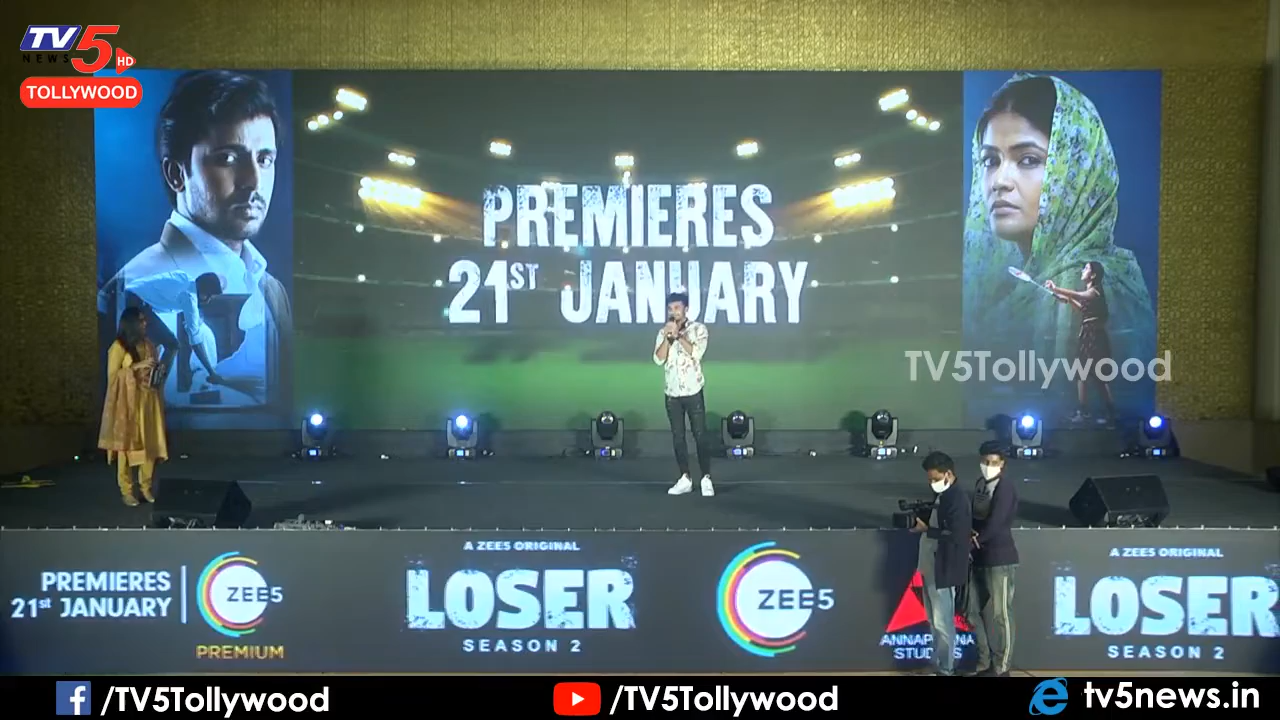 TV5
NEWS
HD
TOLLYWOOD
PREMIERES
21ST JANUARY
TV5Tollywood
PREMIERES
21st JANUARY
ZEE5
PREMIUM
A ZEE5 ORIGINAL
LOSER
SEASON 2
ZEE5
ANNAPURNA
STUDIOS
A ZEE5 ORIGINAL
LOSER
SEASON 2
/TV5Tollywood
/TV5Tollywood
tv5news.in